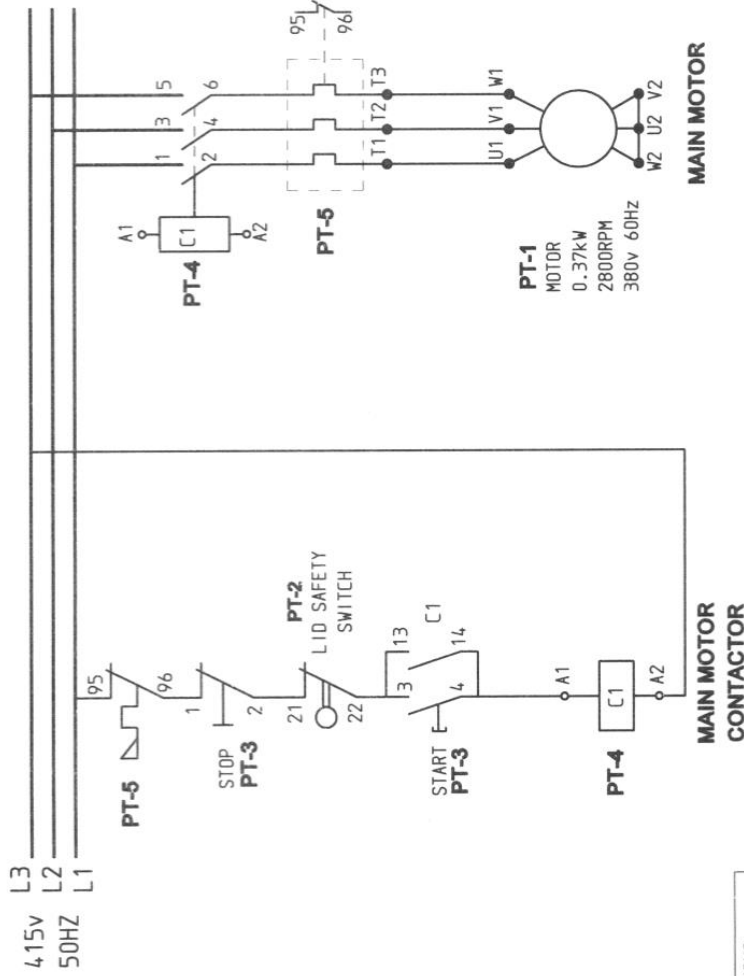 415v L3
L2
50HZ L1
95
96
PT-5
1
2
STOP
PT-3
21
22
PT-2
LID SAFETY
SWITCH
13
14
C1
3
4
START
PT-3
A1
C1
A2
PT-4
MAIN MOTOR
CONTACTOR
1
3
5
2
4
6
A1
C1
A2
PT-4
95
96
PT-5
T1
T2
T3
U1
V1
W1
W2
U2
V2
PT-1
MOTOR
0.37kW
2800RPM
380v 60Hz
MAIN MOTOR